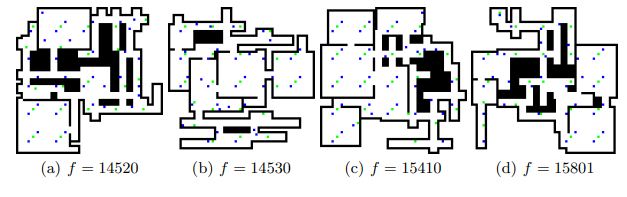 (a) f = 14520 (b) f = 14530 (c) f = 15410 (d) f = 15801